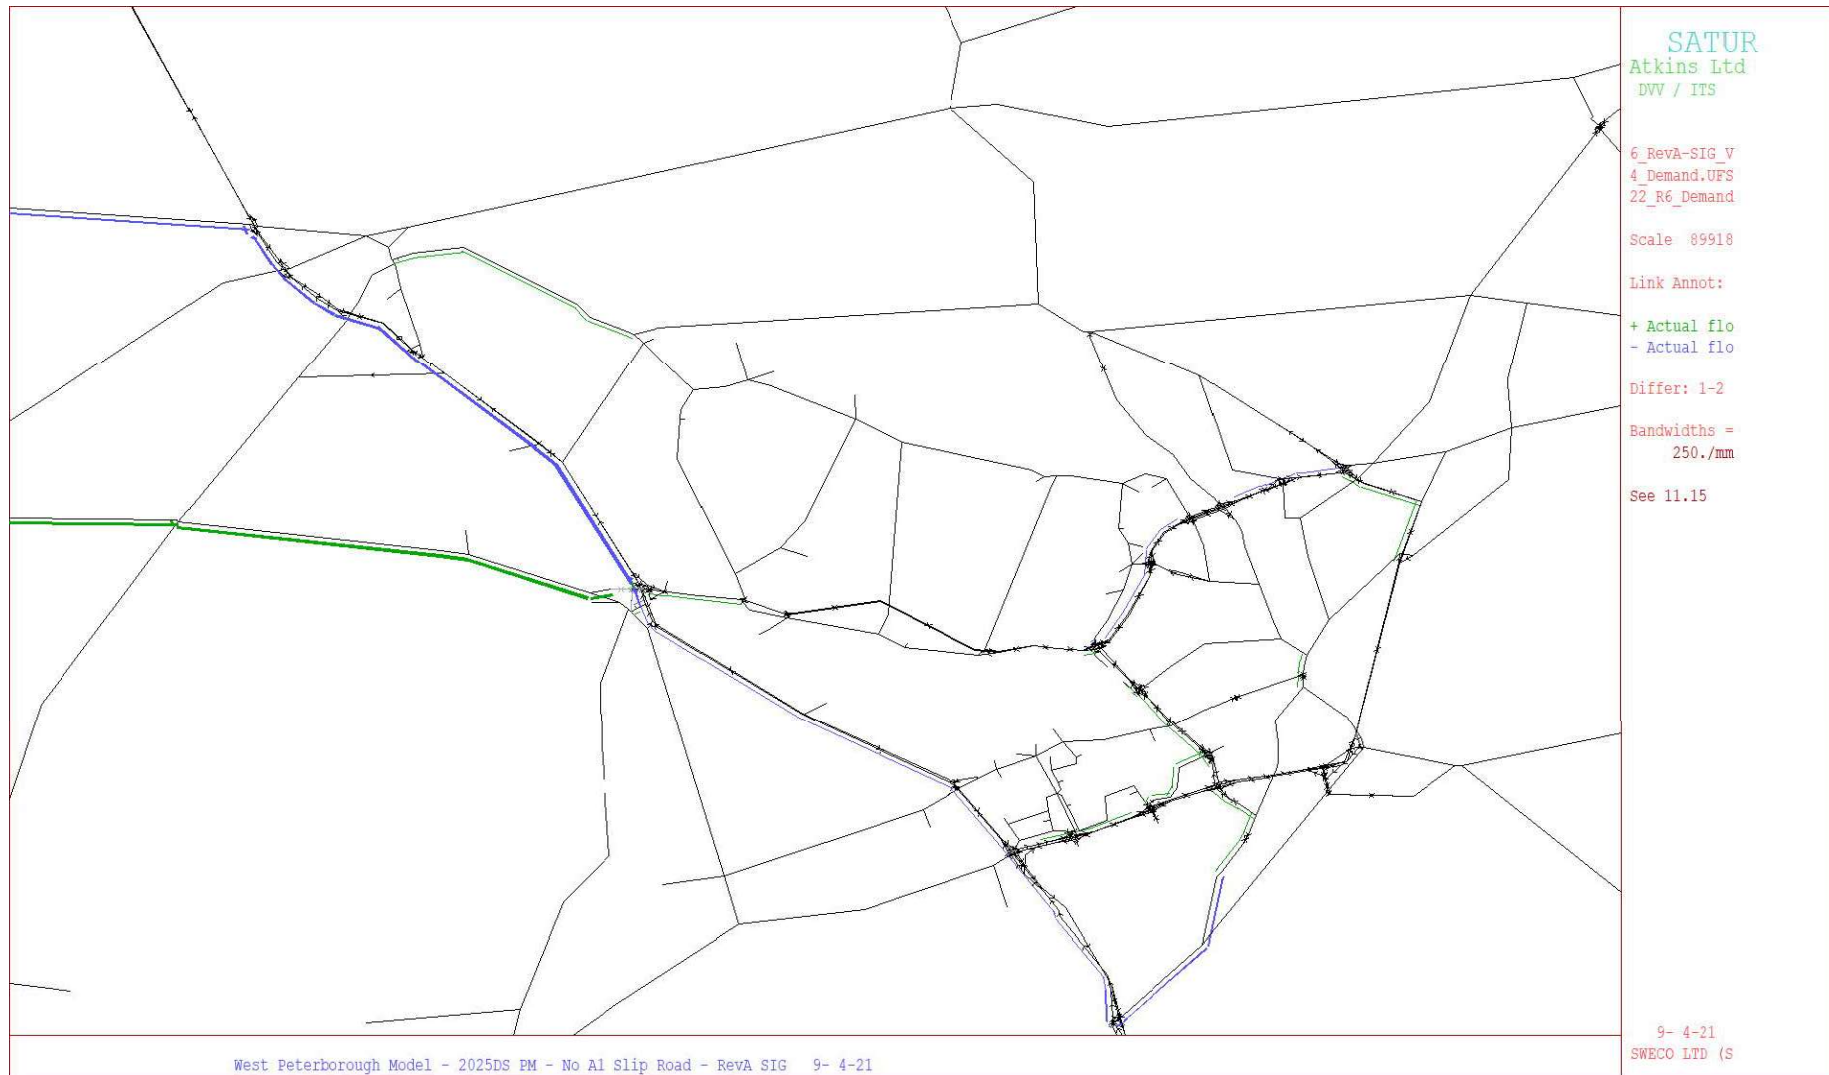 SATUR
Atkins Ltd
DVV / ITS
6_RevA-SIG_V
4_Demand.UFS
22_R6_Demand
Scale 89918
Link Annot:
+ Actual flo
- Actual flo
Differ: 1-2
Bandwidths =
250./mm
See 11.15
9- 4-21
SWECO LTD (S
West Peterborough Model - 2025DS PM - No A1 Slip Road - RevA SIG 9- 4-21